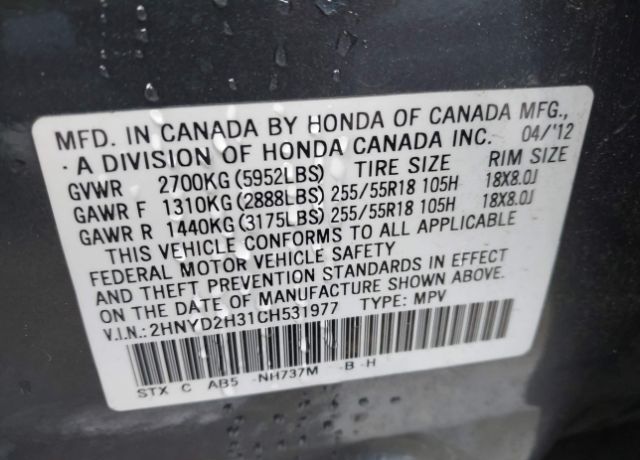 MFD. IN CANADA BY HONDA OF CANADA MFG.,
· A DIVISION OF HONDA CANADA INC. 04/'12
GVWR 2700KG(5952LBS) TIRE SIZE RIM SIZE
GAWR F 1310KG(2888LBS) 255/55R18 105H 18X8.0J
GAWR R 1440KG(3175LBS) 255/55R18 105H 18X8.0J
THIS VEHICLE CONFORMS TO ALL APPLICABLE
FEDERAL MOTOR VEHICLE SAFETY
AND THEFT PREVENTION STANDARDS IN EFFECT
ON THE DATE OF MANUFACTURE SHOWN ABOVE.
V.I.N.:2HNYD2H31CH531977 TYPE: MPV
STX C AB5 -NH737M -B -H